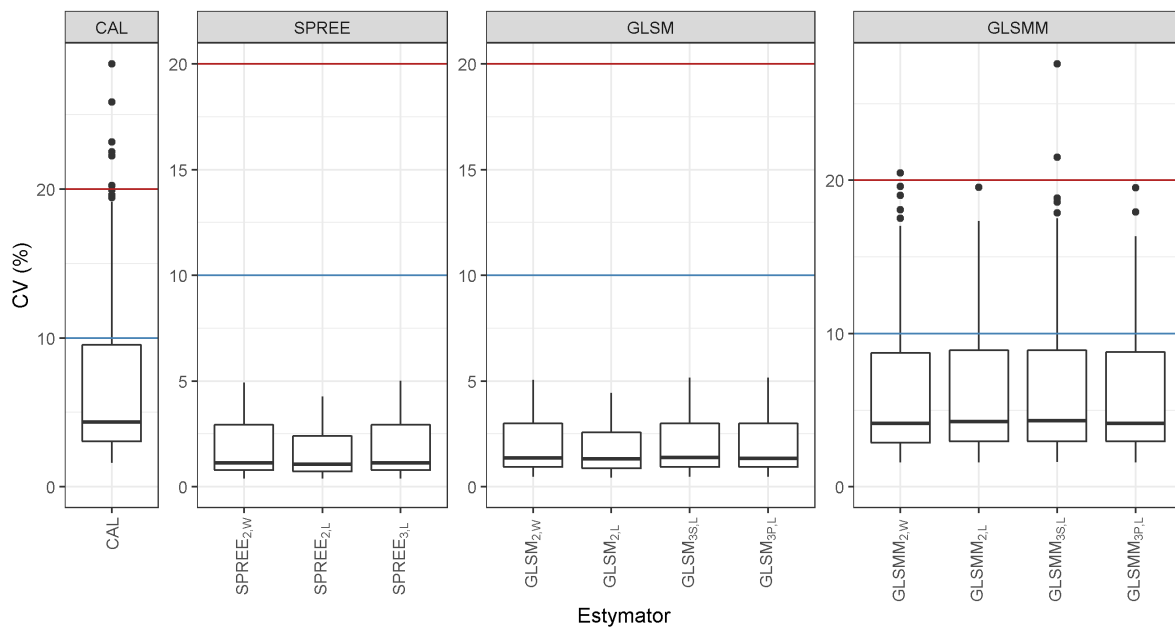 CAL
SPREE
GLSM
GLSMM
CV (%)
20
10
0
20
15
10
5
0
20
15
10
5
0
20
10
0
CAL
SPREE2,W
SPREE2,L
SPREE3,L
GLSM2,W
GLSM2,L
GLSM3S,L
GLSM3P,L
GLSMM2,W
GLSMM2,L
GLSMM3S,L
GLSMM3P,L
Estymator